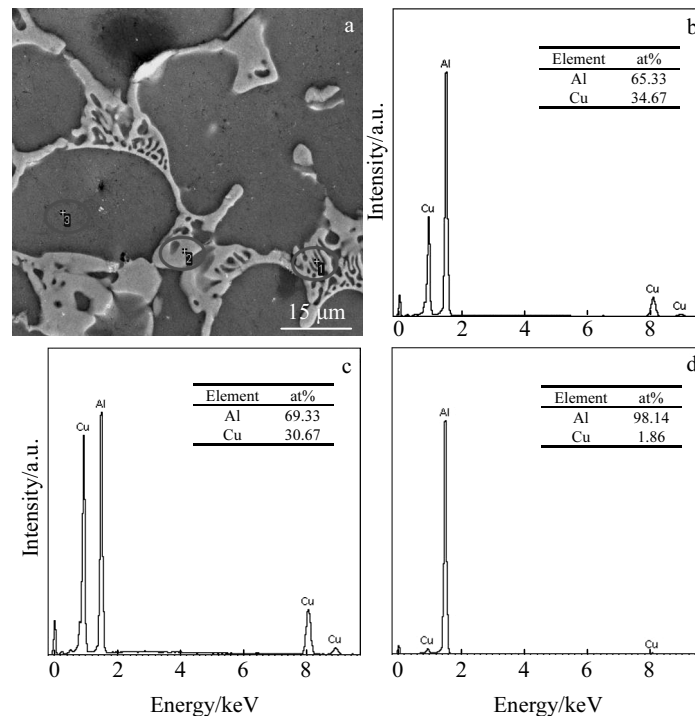 a
3
2
1
15 μm
b
Element at%
Al 65.33
Cu 34.67
Al
Cu
Cu
Cu
Intensity/a.u.
0 2 4 6 8
c
Element at%
Al 69.33
Cu 30.67
Al
Cu
Cu
Cu
Intensity/a.u.
0 2 4 6 8
Energy/keV
d
Element at%
Al 98.14
Cu 1.86
Al
Cu
Cu
0 2 4 6 8
Energy/keV